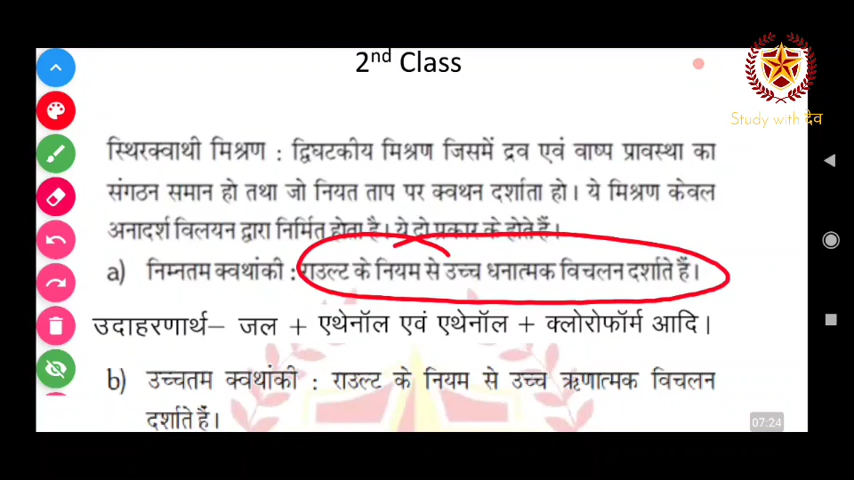 2nd Class
Study with देव
स्थिरक्वाथी मिश्रण : द्विघटकीय मिश्रण जिसमें द्रव एवं वाष्प प्रावस्था का
संगठन समान हो तथा जो नियत ताप पर क्वथन दर्शाता हो। ये मिश्रण केवल
अनादर्श विलयन द्वारा निर्मित होता है। ये दो प्रकार के होते हैं।
a) निम्नतम क्वथांकी : राउल्ट के नियम से उच्च धनात्मक विचलन दर्शाते हैं।
उदाहरणार्थ– जल + एथेनॉल एवं एथेनॉल + क्लोरोफॉर्म आदि।
b) उच्चतम क्वथांकी : राउल्ट के नियम से उच्च ऋणात्मक विचलन
दर्शाते हैं।
07:24